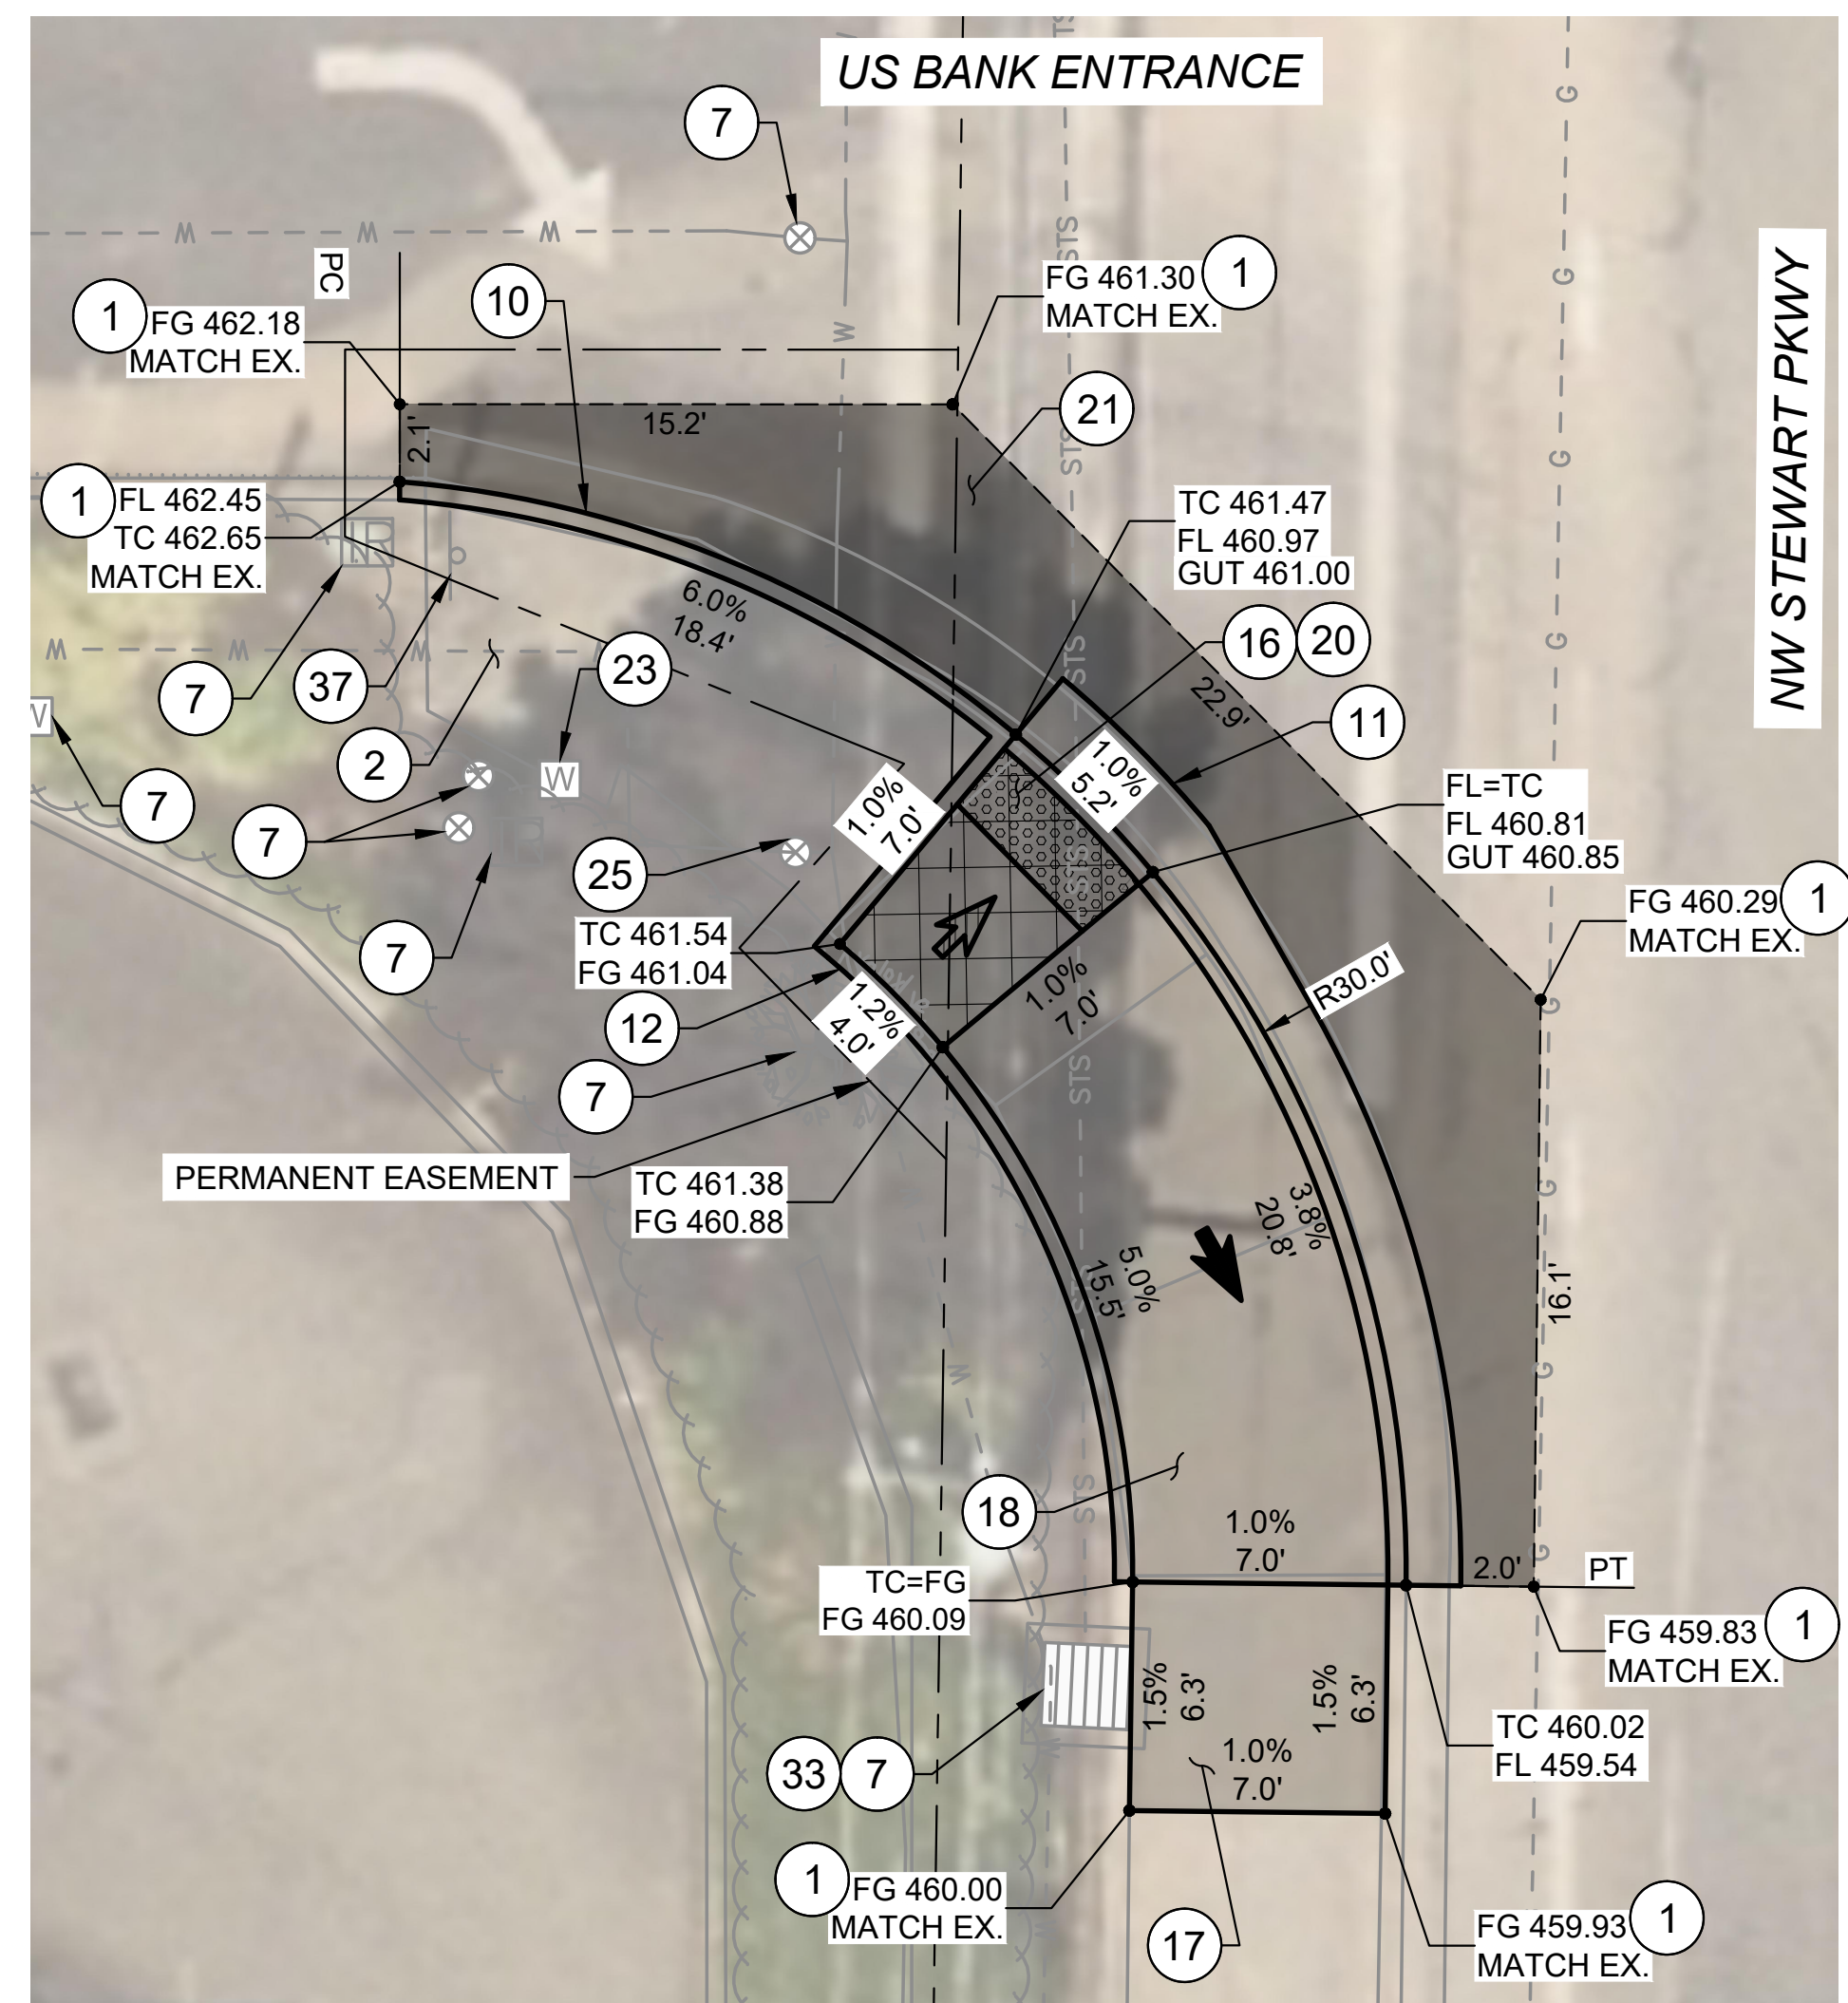 US BANK ENTRANCE
NW STEWART PKWY
7
W
W
W
W
PC
10
1
FG 462.18
MATCH EX.
FG 461.30
MATCH EX.
1
15.2'
2.1'
21
1
FL 462.45
TC 462.65
MATCH EX.
TC 461.47
FL 460.97
GUT 461.00
16
20
6.0%
18.4'
22.9'
11
7
37
2
23
W
W
W
W
7
7
7
25
1.0%
7.0'
1.0%
5.2'
FL=TC
FL 460.81
GUT 460.85
FG 460.29
MATCH EX.
1
TC 461.54
FG 461.04
12
1.2%
4.0'
1.0%
7.0'
R30.0'
7
PERMANENT EASEMENT
TC 461.38
FG 460.88
5.0%
15.5'
3.8%
20.8'
16.1'
18
1.0%
7.0'
2.0'
PT
TC=FG
FG 460.09
FG 459.83
MATCH EX.
1
1.5%
6.3'
1.5%
6.3'
TC 460.02
FL 459.54
33
7
1.0%
7.0'
1
FG 460.00
MATCH EX.
17
FG 459.93
MATCH EX.
1
STS
STS
STS
STS
STS
STS
STS
STS
G
G
G
G
G
G
G
G
G